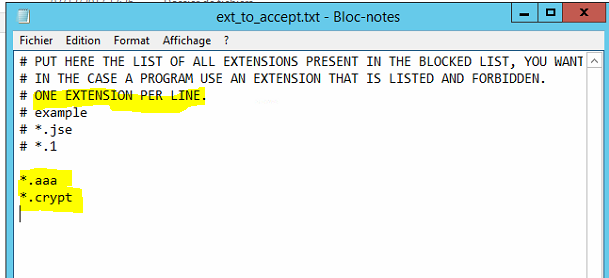 ext_to_accept.txt - Bloc-notes
Fichier Edition Format Affichage ?
# PUT HERE THE LIST OF ALL EXTENSIONS PRESENT IN THE BLOCKED LIST, YOU WANT
# IN THE CASE A PROGRAM USE AN EXTENSION THAT IS LISTED AND FORBIDDEN.
# ONE EXTENSION PER LINE.
# example
# *.jse
# *.1
*.aaa
*.crypt